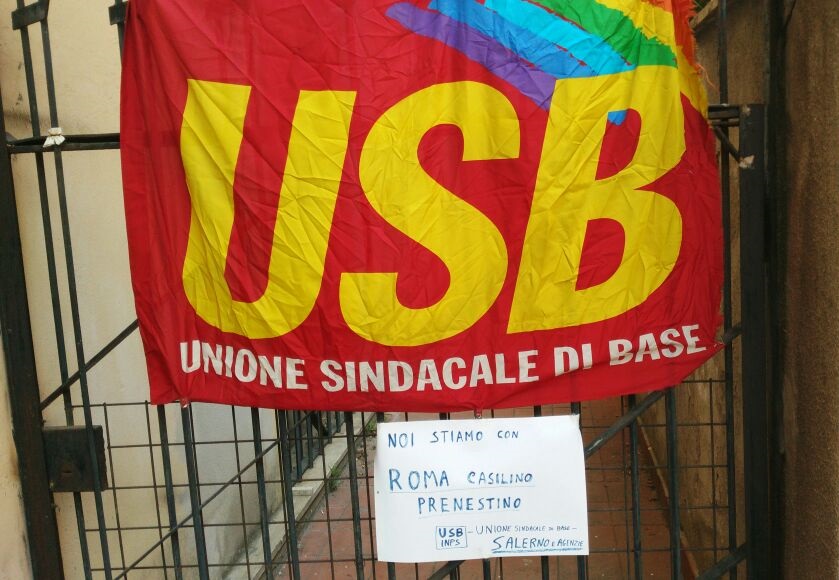 USB
UNIONE SINDACALE DI BASE
NOI STIAMO CON
ROMA CASILINO
PRENESTINO
USB INPS - UNIONE SINDACALE DI BASE -
SALERNO E AGENZIE